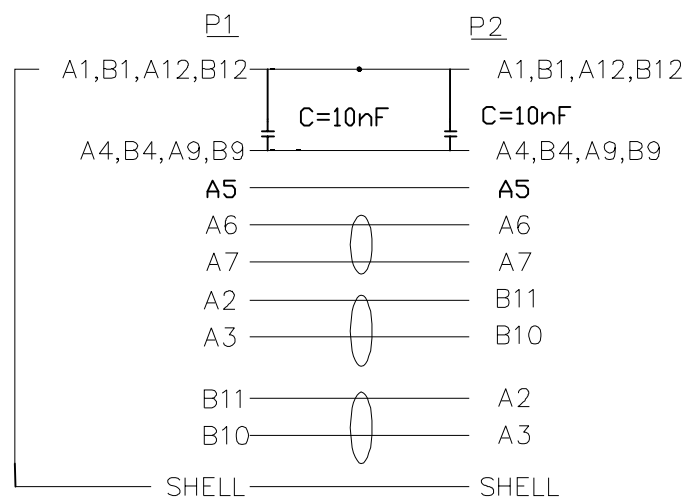 P1 P2
A1,B1,A12,B12 A1,B1,A12,B12
C=10nF C=10nF
A4,B4,A9,B9 A4,B4,A9,B9
A5 A5
A6 A6
A7 A7
A2 B11
A3 B10
B11 A2
B10 A3
SHELL SHELL